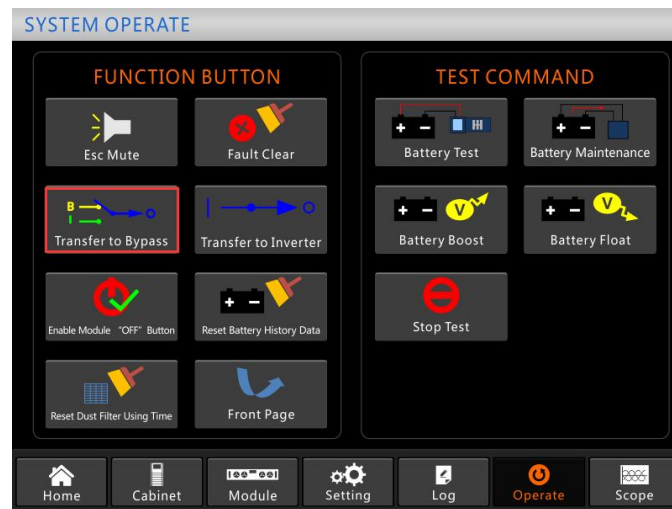 SYSTEM OPERATE
FUNCTION BUTTON
Esc Mute
Fault Clear
B
I
O
Transfer to Bypass
I
O
Transfer to Inverter
Enable Module “OFF” Button
Reset Battery History Data
Reset Dust Filter Using Time
Front Page
TEST COMMAND
Battery Test
Battery Maintenance
V
Battery Boost
V
Battery Float
Stop Test
Home
Cabinet
Module
Setting
Log
Operate
Scope